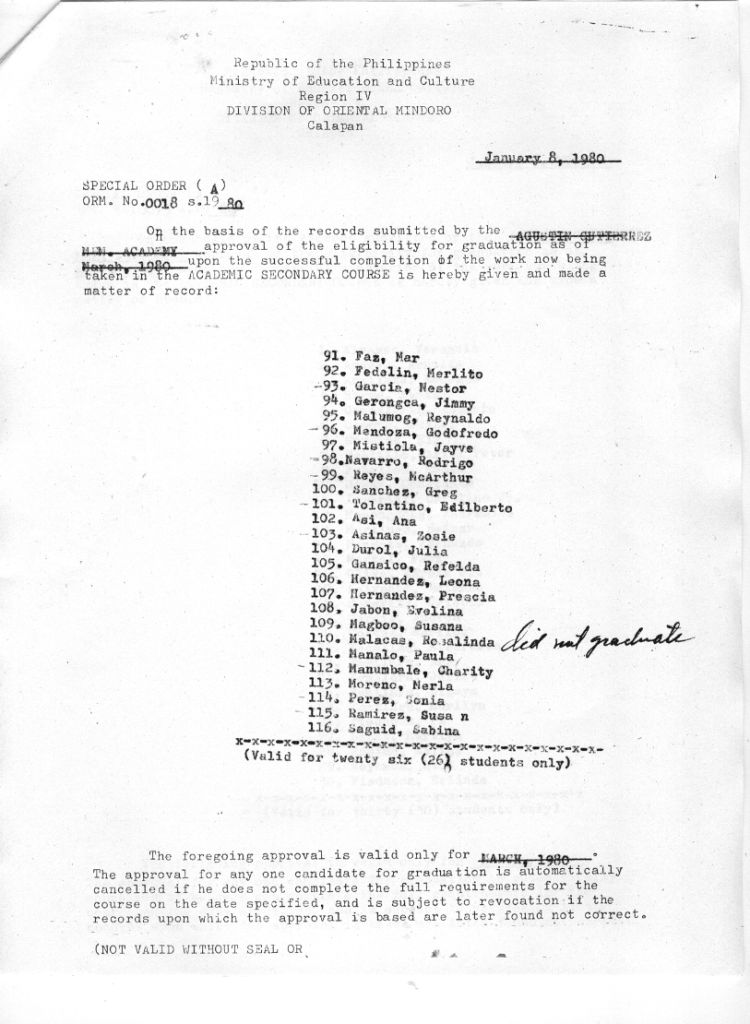 Republic of the Philippines
Ministry of Education and Culture
Region IV
DIVISION OF ORIENTAL MINDORO
Calapan
January 8, 1980
SPECIAL ORDER ( A )
ORM. No.0018 s.19 80
On the basis of the records submitted by the AGUSTIN GUTIERREZ
MEM. ACADEMY approval of the eligibility for graduation as of
March, 1980 upon the successful completion of the work now being
taken in the ACADEMIC SECONDARY COURSE is hereby given and made a
matter of record:
91. Faz, Mar
92. Fedelin, Merlito
-93. Garcia, Nestor
94. Gerongca, Jimmy
95. Malumog, Reynaldo
-96. Mendoza, Godofredo
97. Mistiola, Jayve
-98.Navarro, Rodrigo
-99. Reyes, McArthur
100. Sanchez, Greg
-101. Tolentino, Edilberto
102. Asi, Ana
-103. Asinas, Zosie
104. Durol, Julia
105. Gansico, Refelda
106. Hernandez, Leona
107. Hernandez, Prescia
108. Jabon, Evelina
109. Magboo, Susana
110. Malacas, Rosalinda did not graduate
111. Manalo, Paula
-112. Manumbale, Charity
113. Moreno, Merla
-114. Perez, Sonia
-115. Ramirez, Susa n
116. Saguid, Sabina
x-x-x-x-x-x-x-x-x-x-x-x-x-x-x-x-x-x-x-x-x-x-x-
(Valid for twenty six (26) students only)
The foregoing approval is valid only for MARCH, 1980.
The approval for any one candidate for graduation is automatically
cancelled if he does not complete the full requirements for the
course on the date specified, and is subject to revocation if the
records upon which the approval is based are later found not correct.
(NOT VALID WITHOUT SEAL OR